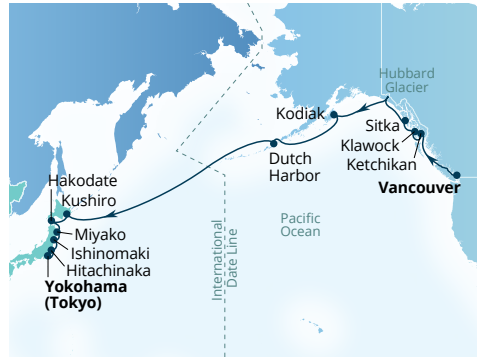 Hubbard
Glacier
Kodiak
Sitka
Klawock
Ketchikan
Dutch
Harbor
Vancouver
Hakodate
Kushiro
Miyako
Ishinomaki
Hitachinaka
Yokohama
(Tokyo)
Pacific
Ocean
International
Date Line